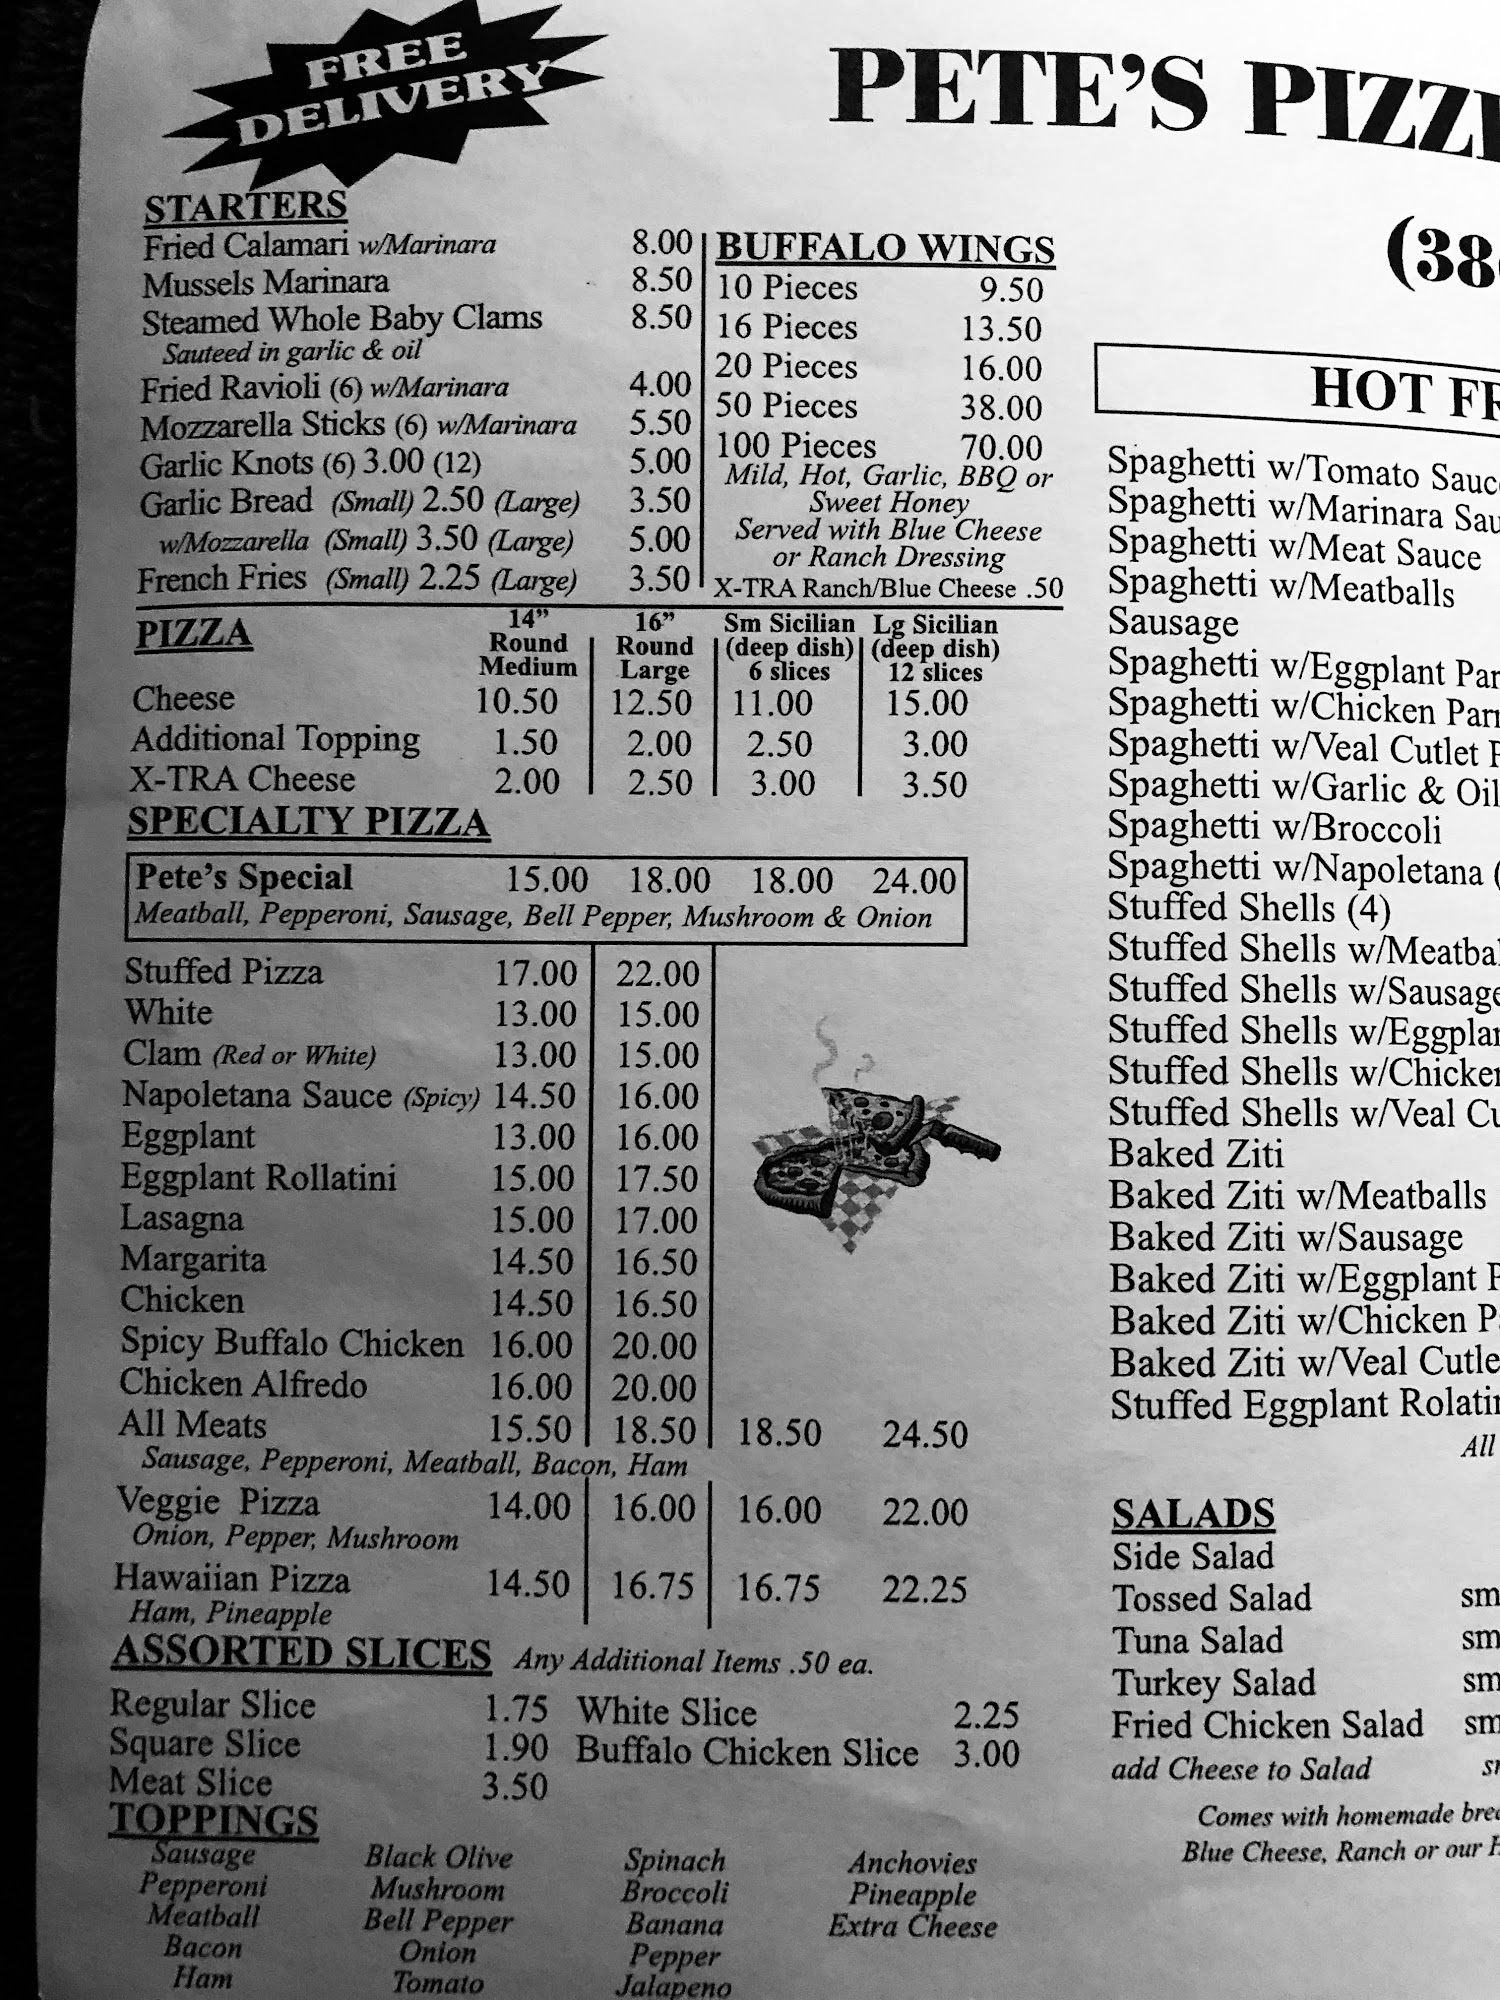 FREE
DELIVERY
PETE'S
(38
STARTERS
Fried Calamari w/Marinara 8.00
Mussels Marinara 8.50
Steamed Whole Baby Clams 8.50
Sauteed in garlic & oil
Fried Ravioli (6) w/Marinara 4.00
Mozzarella Sticks (6) w/Marinara 5.50
Garlic Knots (6) 3.00 (12) 5.00
Garlic Bread (Small) 2.50 (Large) 3.50
w/Mozzarella (Small) 3.50 (Large) 5.00
French Fries (Small) 2.25 (Large) 3.50
BUFFALO WINGS
10 Pieces 9.50
16 Pieces 13.50
20 Pieces 16.00
50 Pieces 38.00
100 Pieces 70.00
Mild, Hot, Garlic, BBQ or
Sweet Honey
Served with Blue Cheese
or Ranch Dressing
X-TRA Ranch/Blue Cheese .50
PIZZA
14" 16" Sm Sicilian Lg Sicilian
Round Round (deep dish) (deep dish)
Medium Large 6 slices 12 slices
Cheese 10.50 12.50 11.00 15.00
Additional Topping 1.50 2.00 2.50 3.00
X-TRA Cheese 2.00 2.50 3.00 3.50
SPECIALTY PIZZA
Pete's Special 15.00 18.00 18.00 24.00
Meatball, Pepperoni, Sausage, Bell Pepper, Mushroom & Onion
Stuffed Pizza 17.00 22.00
White 13.00 15.00
Clam (Red or White) 13.00 15.00
Napoletana Sauce (Spicy) 14.50 16.00
Eggplant 13.00 16.00
Eggplant Rollatini 15.00 17.50
Lasagna 15.00 17.00
Margarita 14.50 16.50
Chicken 14.50 16.50
Spicy Buffalo Chicken 16.00 20.00
Chicken Alfredo 16.00 20.00
All Meats 15.50 18.50 18.50 24.50
Sausage, Pepperoni, Meatball, Bacon, Ham
Veggie Pizza 14.00 16.00 16.00 22.00
Onion, Pepper, Mushroom
Hawaiian Pizza 14.50 16.75 16.75 22.25
Ham, Pineapple
ASSORTED SLICES Any Additional Items .50 ea.
Regular Slice 1.75 White Slice 2.25
Square Slice 1.90 Buffalo Chicken Slice 3.00
Meat Slice 3.50
TOPPINGS
Sausage Black Olive Spinach Anchovies
Pepperoni Mushroom Broccoli Pineapple
Meatball Bell Pepper Banana Extra Cheese
Bacon Onion Pepper
Ham Tomato Jalapeno
HOT
Spaghetti w/Tomato
Spaghetti w/Marinara
Spaghetti w/Meat Sauce
Spaghetti w/Meatballs
Sausage
Spaghetti w/Eggplant
Spaghetti w/Chicken
Spaghetti w/Veal Cutlet
Spaghetti w/Garlic & Oil
Spaghetti w/Broccoli
Spaghetti w/Napoletana (
Stuffed Shells (4)
Stuffed Shells
Stuffed Shells w/Sausage
Stuffed Shells
Stuffed Shells
Stuffed Shells w/Veal
Baked Ziti
Baked Ziti w/Meatballs
Baked Ziti w/Sausage
Baked Ziti w/Eggplant
Baked Ziti w/Chicken
Baked Ziti w/Veal
Stuffed Eggplant
All
SALADS
Side Salad
Tossed Salad sm
Tuna Salad sm
Turkey Salad sm
Fried Chicken Salad sm
add Cheese to Salad
Comes with homemade
Blue Cheese, Ranch or our